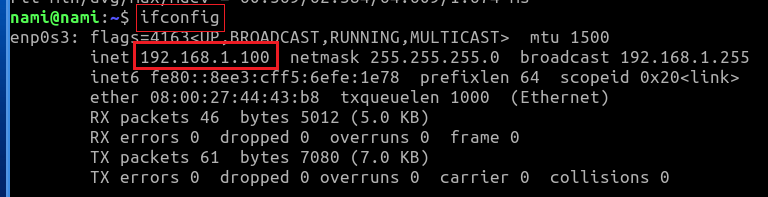 nami@nami:~$ ifconfig
enp0s3: flags=4163<UP,BROADCAST,RUNNING,MULTICAST>  mtu 1500
inet 192.168.1.100  netmask 255.255.255.0  broadcast 192.168.1.255
inet6 fe80::8ee3:cff5:6efe:1e78  prefixlen 64  scopeid 0x20<link>
ether 08:00:27:44:43:b8  txqueuelen 1000  (Ethernet)
RX packets 46  bytes 5012 (5.0 KB)
RX errors 0  dropped 0  overruns 0  frame 0
TX packets 61  bytes 7080 (7.0 KB)
TX errors 0  dropped 0 overruns 0  carrier 0  collisions 0